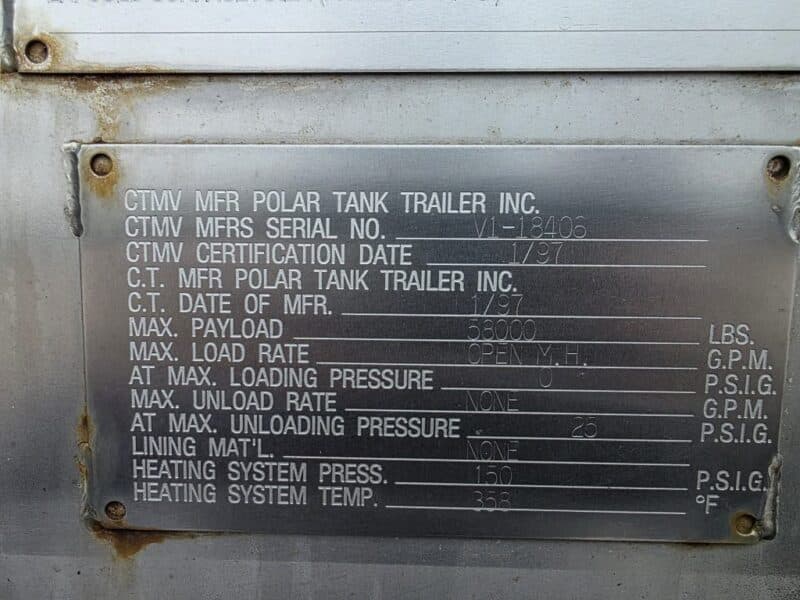 CTMV MFR POLAR TANK TRAILER INC.
CTMV MFRS SERIAL NO. V1-18406
CTMV CERTIFICATION DATE 1/97
C.T. MFR POLAR TANK TRAILER INC.
C.T. DATE OF MFR. 1/97
MAX. PAYLOAD LBS.
MAX. LOAD RATE OPEN M.H. G.P.M.
AT MAX. LOADING PRESSURE 0 P.S.I.G.
MAX. UNLOAD RATE NONE G.P.M.
AT MAX. UNLOADING PRESSURE 25 P.S.I.G.
LINING MAT'L. NONE
HEATING SYSTEM PRESS. 150 P.S.I.G.
HEATING SYSTEM TEMP. 358 °F